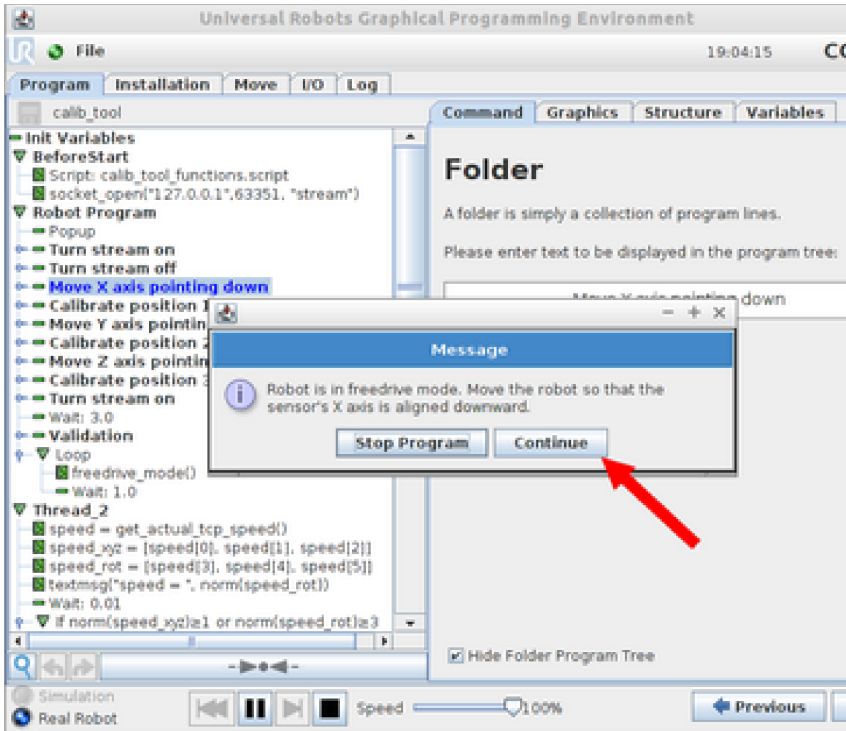 Universal Robots Graphical Programming Environment
File
19:04:15
CO
Program Installation Move I/O Log
calib_tool
Command Graphics Structure Variables
Init Variables
BeforeStart
Script: calib_tool_functions.script
socket_open("127.0.0.1",63351, "stream")
Robot Program
Popup
Turn stream on
Turn stream off
Move X axis pointing down
Calibrate position 1
Move Y axis pointin
Calibrate position 2
Move Z axis pointin
Calibrate position 3
Turn stream on
Wait: 3.0
Validation
Loop
freedrive_mode()
Wait: 1.0
Thread_2
speed = get_actual_tcp_speed()
speed_xyz = [speed[0], speed[1], speed[2]]
speed_rot = [speed[3], speed[4], speed[5]]
textmsg("speed = ", norm(speed_rot))
Wait: 0.01
If norm(speed_xyz)≥1 or norm(speed_rot)≥3
Folder
A folder is simply a collection of program lines.
Please enter text to be displayed in the program tree:
Move X axis pointing down
Message
Robot is in freedrive mode. Move the robot so that the
sensor's X axis is aligned downward.
Stop Program Continue
Hide Folder Program Tree
Simulation
Real Robot
Speed 100%
Previous